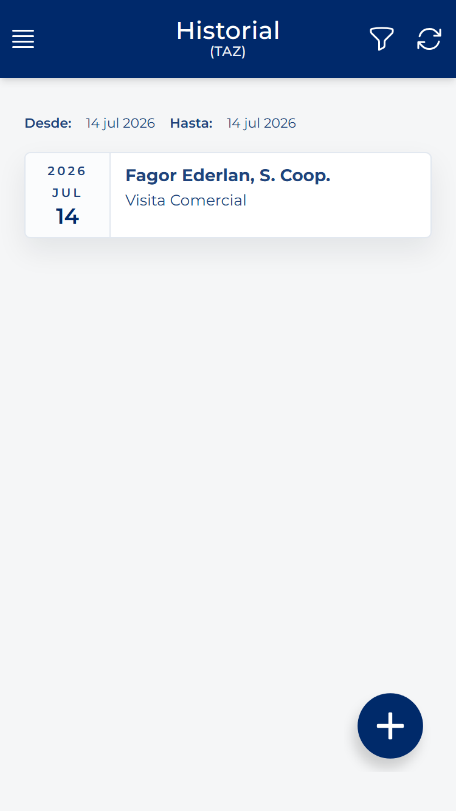 Historial
(TAZ)
Desde: 14 jul 2026 Hasta: 14 jul 2026
2026
JUL
14
Fagor Ederlan, S. Coop.
Visita Comercial